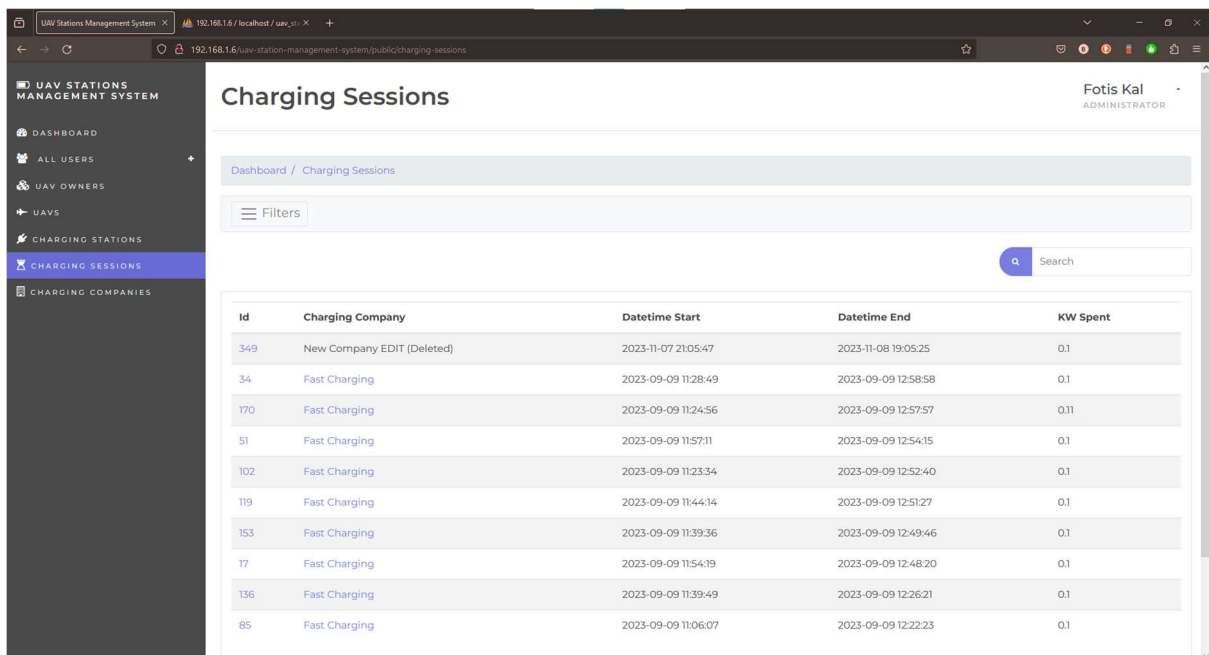 UAV Stations Management System
192.168.1.6 / localhost / uav_st
192.168.1.6/uav-station-management-system/public/charging-sessions
UAV STATIONS
MANAGEMENT SYSTEM
DASHBOARD
ALL USERS +
UAV OWNERS
UAVS
CHARGING STATIONS
CHARGING SESSIONS
CHARGING COMPANIES
Charging Sessions
Fotis Kal
ADMINISTRATOR
Dashboard / Charging Sessions
Filters
Search
Id Charging Company Datetime Start Datetime End KW Spent
349 New Company EDIT (Deleted) 2023-11-07 21:05:47 2023-11-08 19:05:25 0.1
34 Fast Charging 2023-09-09 11:28:49 2023-09-09 12:58:58 0.1
170 Fast Charging 2023-09-09 11:24:56 2023-09-09 12:57:57 0.11
51 Fast Charging 2023-09-09 11:57:11 2023-09-09 12:54:15 0.1
102 Fast Charging 2023-09-09 11:23:34 2023-09-09 12:52:40 0.1
119 Fast Charging 2023-09-09 11:44:14 2023-09-09 12:51:27 0.1
153 Fast Charging 2023-09-09 11:39:36 2023-09-09 12:49:46 0.1
17 Fast Charging 2023-09-09 11:54:19 2023-09-09 12:48:20 0.1
136 Fast Charging 2023-09-09 11:39:49 2023-09-09 12:26:21 0.1
85 Fast Charging 2023-09-09 11:06:07 2023-09-09 12:22:23 0.1